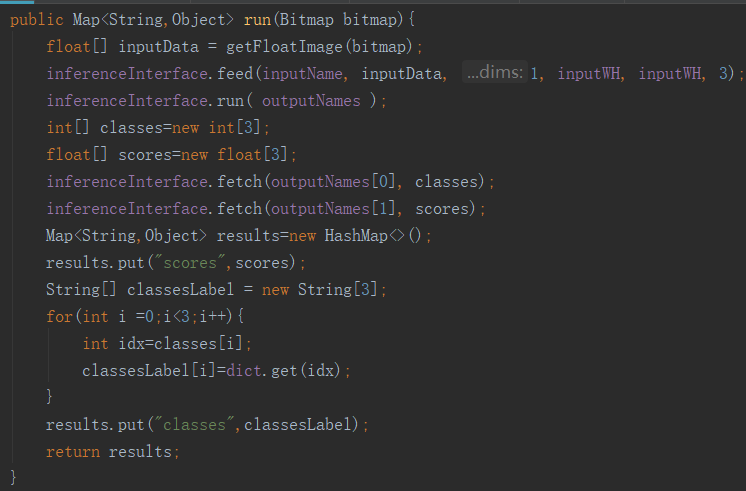 public Map<String,Object> run(Bitmap bitmap){
    float[] inputData = getFloatImage(bitmap);
    inferenceInterface.feed(inputName, inputData, ...dims: 1, inputWH, inputWH, 3);
    inferenceInterface.run( outputNames );
    int[] classes=new int[3];
    float[] scores=new float[3];
    inferenceInterface.fetch(outputNames[0], classes);
    inferenceInterface.fetch(outputNames[1], scores);
    Map<String,Object> results=new HashMap<>();
    results.put("scores",scores);
    String[] classesLabel = new String[3];
    for(int i =0;i<3;i++){
        int idx=classes[i];
        classesLabel[i]=dict.get(idx);
    }
    results.put("classes",classesLabel);
    return results;
}